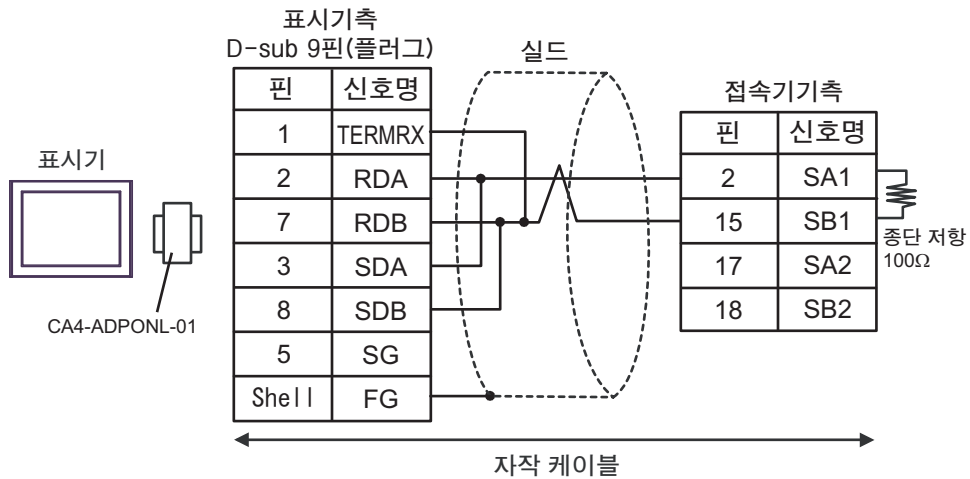 표시기측
D-sub 9핀(플러그)
핀 신호명
1 TERMRX
2 RDA
7 RDB
3 SDA
8 SDB
5 SG
Shell FG
실드
접속기기측
핀 신호명
2 SA1
15 SB1
17 SA2
18 SB2
종단 저항
100Ω
표시기
CA4-ADPONL-01
자작 케이블